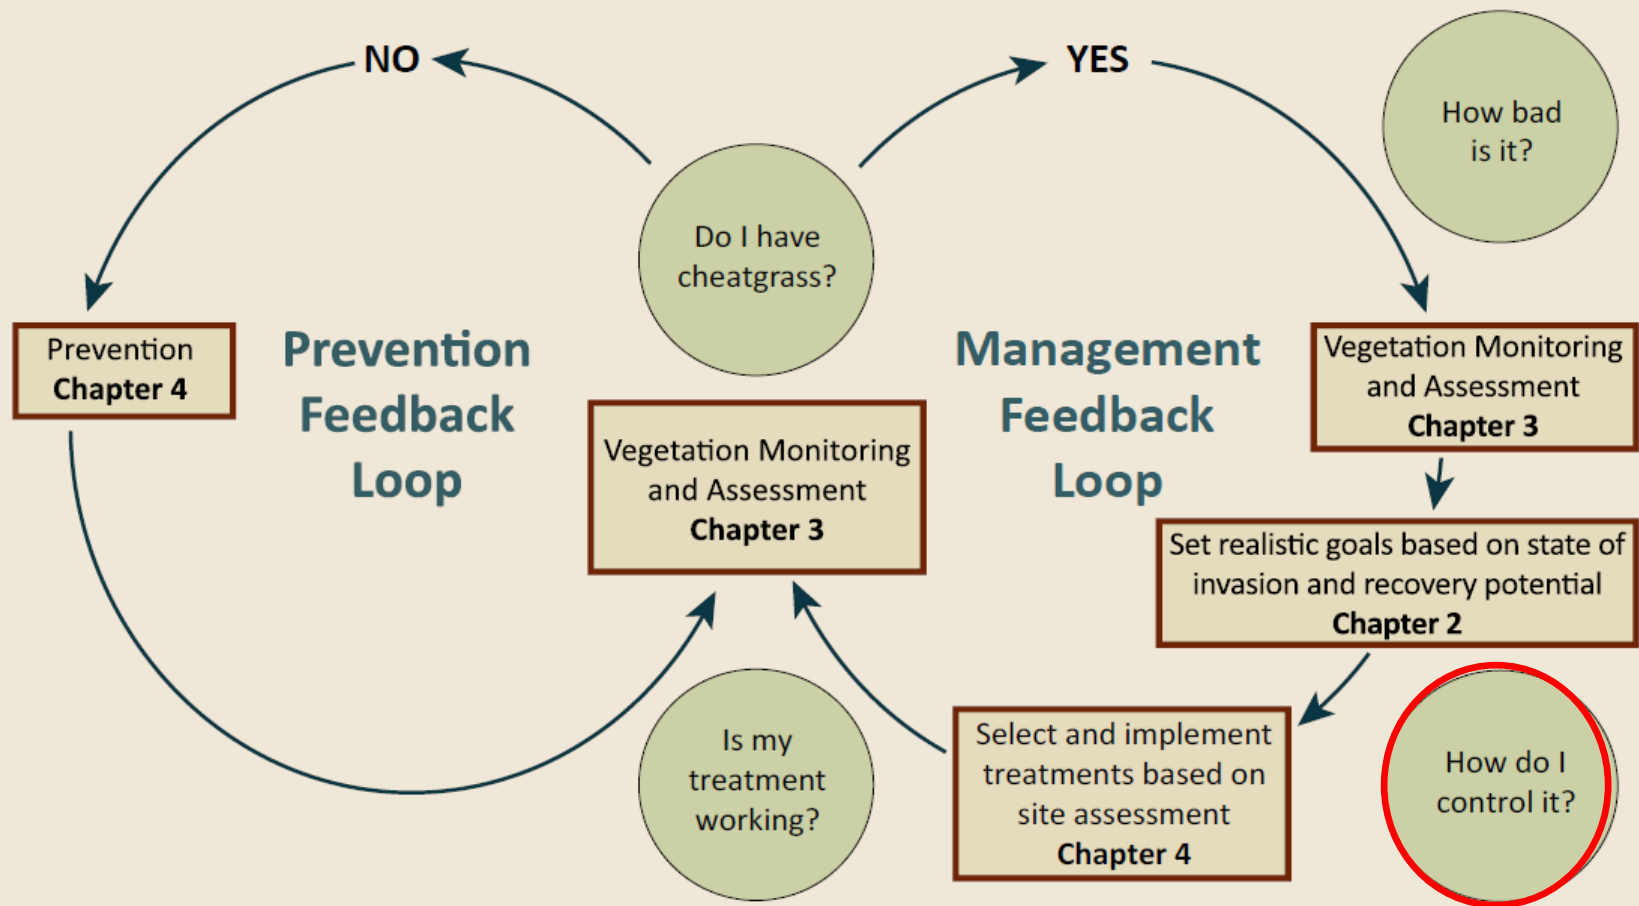 NO
YES
How bad
is it?
Do I have
cheatgrass?
Prevention
Chapter 4
Prevention
Feedback
Loop
Management
Feedback
Loop
Vegetation Monitoring
and Assessment
Chapter 3
Vegetation Monitoring
and Assessment
Chapter 3
Set realistic goals based on state of
invasion and recovery potential
Chapter 2
Is my
treatment
working?
Select and implement
treatments based on
site assessment
Chapter 4
How do I
control it?